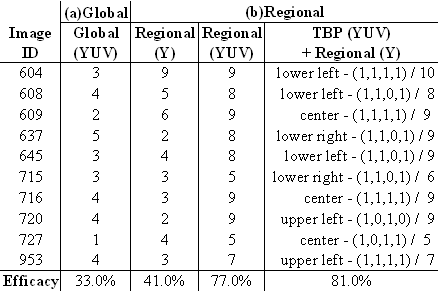 (a)Global (b)Regional
Image ID Global (YUV) Regional (Y) Regional (YUV) TBP (YUV) + Regional (Y)
604 3 9 9 lower left - (1,1,1,1) / 10
608 4 5 8 lower left - (1,1,0,1) / 8
609 2 6 9 center - (1,1,1,1) / 9
637 5 2 8 lower right - (1,1,0,1) / 9
645 3 4 8 lower left - (1,1,0,1) / 9
715 3 3 5 lower right - (1,1,0,1) / 6
716 4 3 9 center - (1,1,1,1) / 9
720 4 2 9 upper left - (1,0,1,0) / 9
727 1 4 5 center - (1,0,1,1) / 5
953 4 3 7 upper left - (1,1,1,1) / 7
Efficacy 33.0% 41.0% 77.0% 81.0%